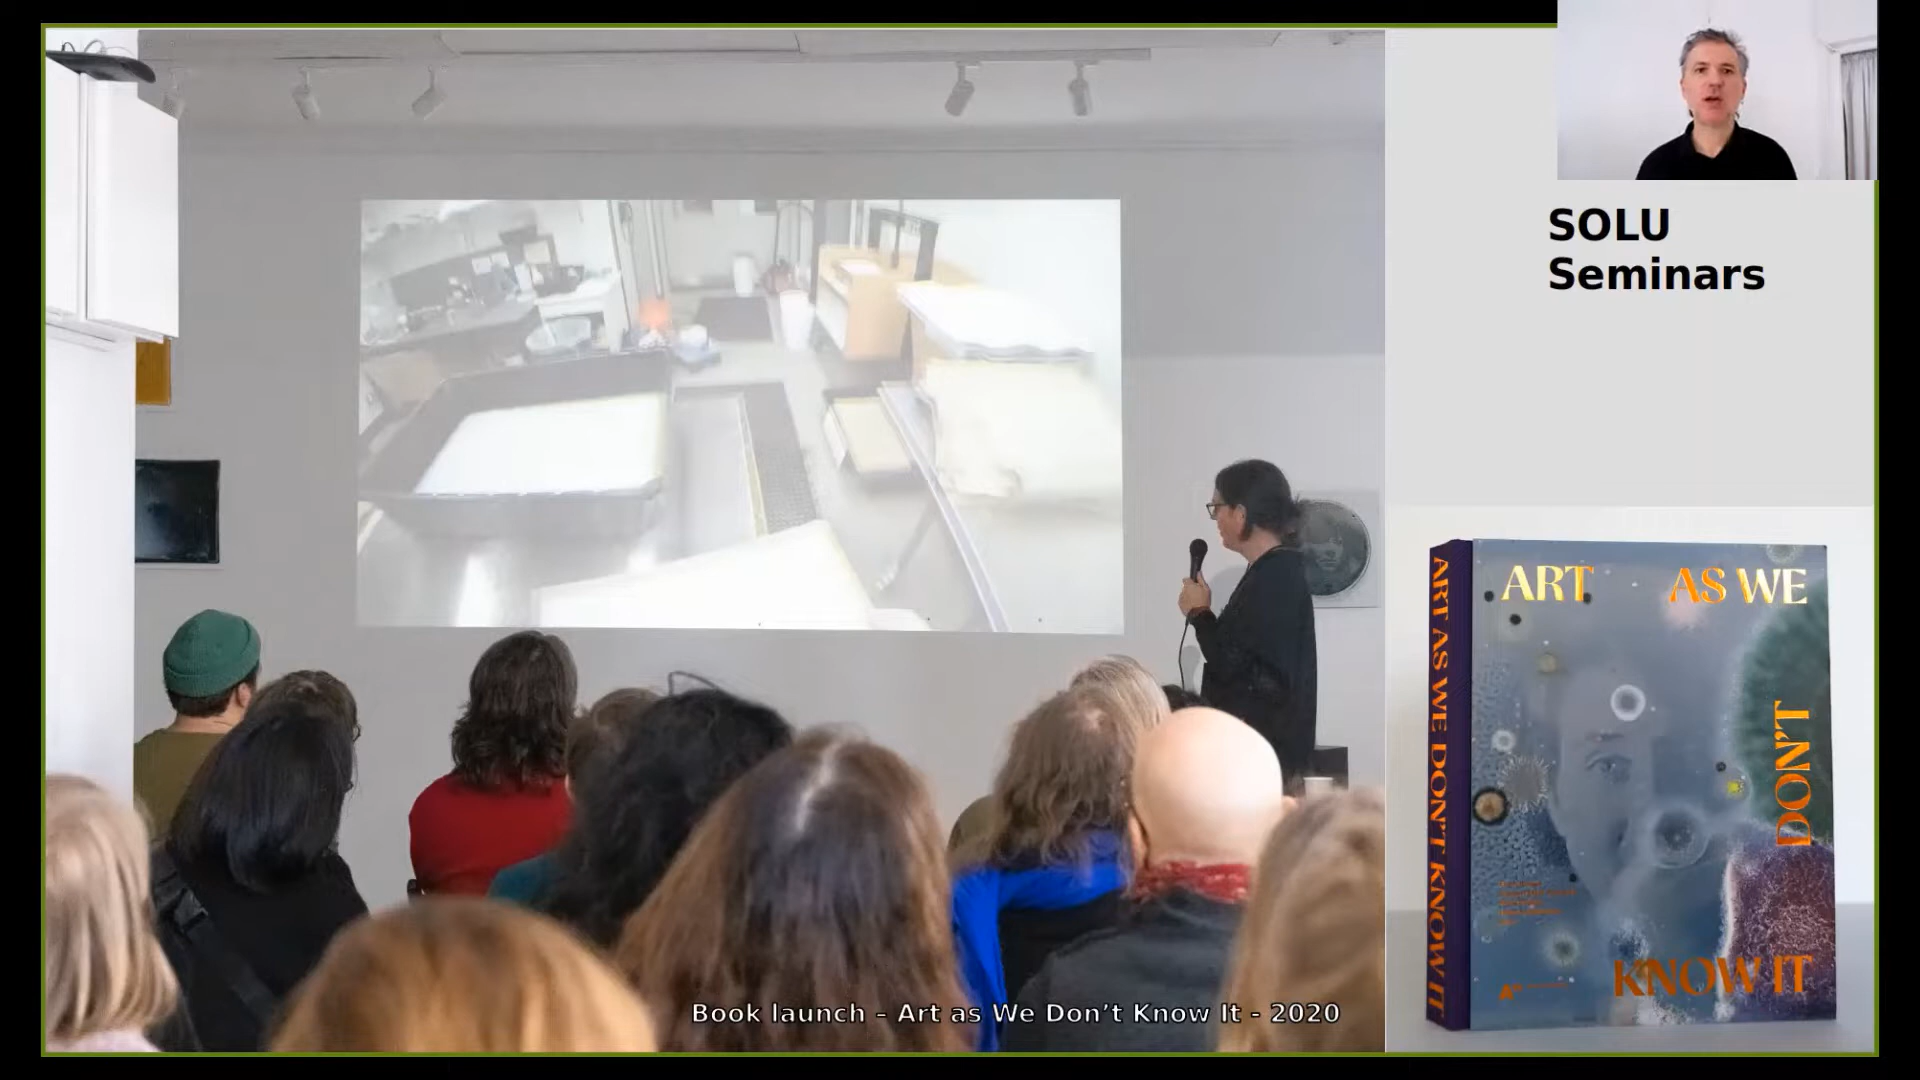 SOLU
Seminars
ART AS WE
DON'T
KNOW IT
ART AS WE DON'T KNOW IT
Book launch - Art as We Don’t Know It - 2020